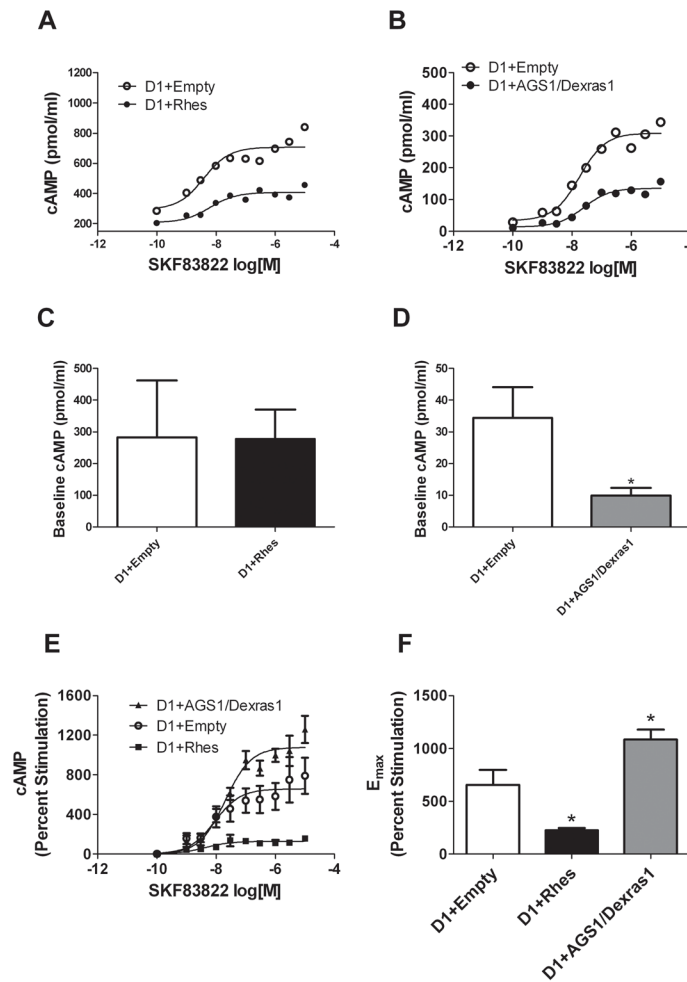 A
1200
1000
800
600
400
200
cAMP (pmol/ml)
D1+Empty
D1+Rhes
-12
-10
-8
-6
-4
SKF83822 log[M]
B
500
400
300
200
100
0
cAMP (pmol/ml)
D1+Empty
D1+AGS1/Dexras1
-12
-10
-8
-6
-4
SKF83822 log[M]
C
500
400
300
200
100
0
Baseline cAMP (pmol/ml)
D1+Empty
D1+Rhes
D
50
40
30
20
10
0
Baseline cAMP (pmol/ml)
*
D1+Empty
D1+AGS1/Dexras1
E
1600
1200
800
400
0
cAMP
(Percent Stimulation)
D1+AGS1/Dexras1
D1+Empty
D1+Rhes
-12
-10
-8
-6
-4
SKF83822 log[M]
F
1500
1000
500
0
Emax
(Percent Stimulation)
*
*
D1+Empty
D1+Rhes
D1+AGS1/Dexras1